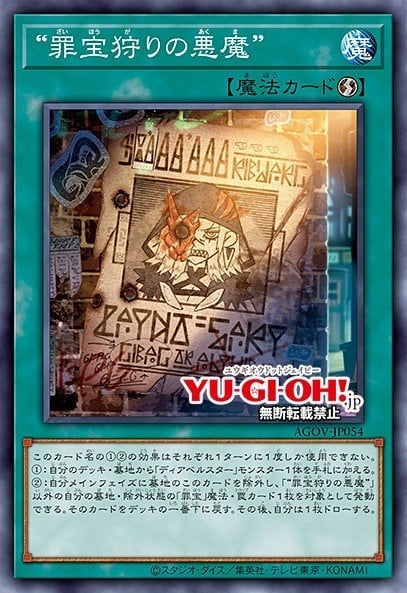 “罪宝狩りの悪魔”
魔
【魔法カード】
ユウギオウドットジェイピー
YU-GI-OH!.jp
無断転載禁止
AGOV-JP054
このカード名の①②の効果はそれぞれ1ターンに1度しか使用できない。
①:自分のデッキ・墓地から「ディアベルスター」モンスター1体を手札に加える。
②:自分メインフェイズに墓地のこのカードを除外し、「“罪宝狩りの悪魔”」
以外の自分の墓地・除外状態の「罪宝」魔法・罠カード1枚を対象として発動
できる。そのカードをデッキの一番下に戻す。その後、自分は1枚ドローする。
©スタジオ・ダイス/集英社・テレビ東京・KONAMI